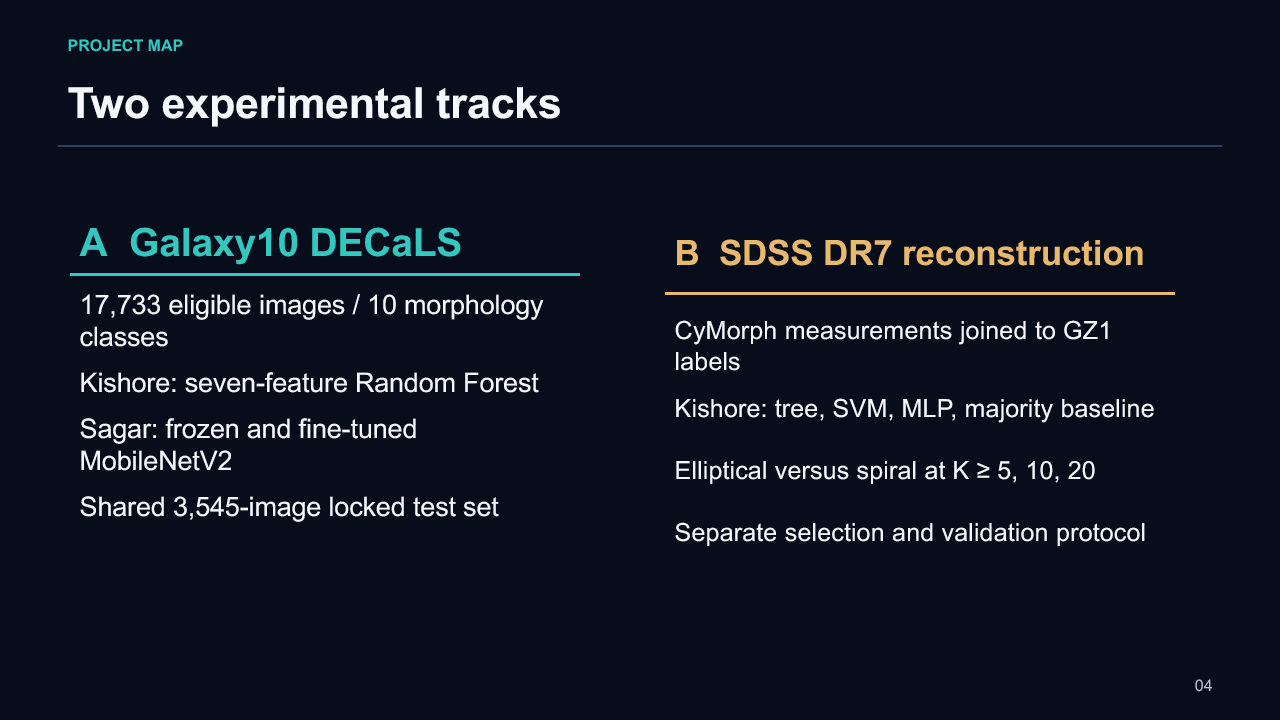 PROJECT MAP
Two experimental tracks
A Galaxy10 DECaLS
17,733 eligible images / 10 morphology
classes
Kishore: seven-feature Random Forest
Sagar: frozen and fine-tuned
MobileNetV2
Shared 3,545-image locked test set
B SDSS DR7 reconstruction
CyMorph measurements joined to GZ1
labels
Kishore: tree, SVM, MLP, majority baseline
Elliptical versus spiral at K ≥ 5, 10, 20
Separate selection and validation protocol
04